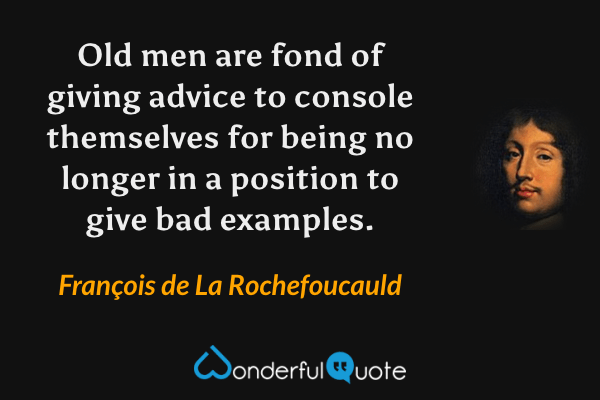 Old men are fond of
giving advice to console
themselves for being no
longer in a position to
give bad examples.
François de La Rochefoucauld
WonderfulQuote